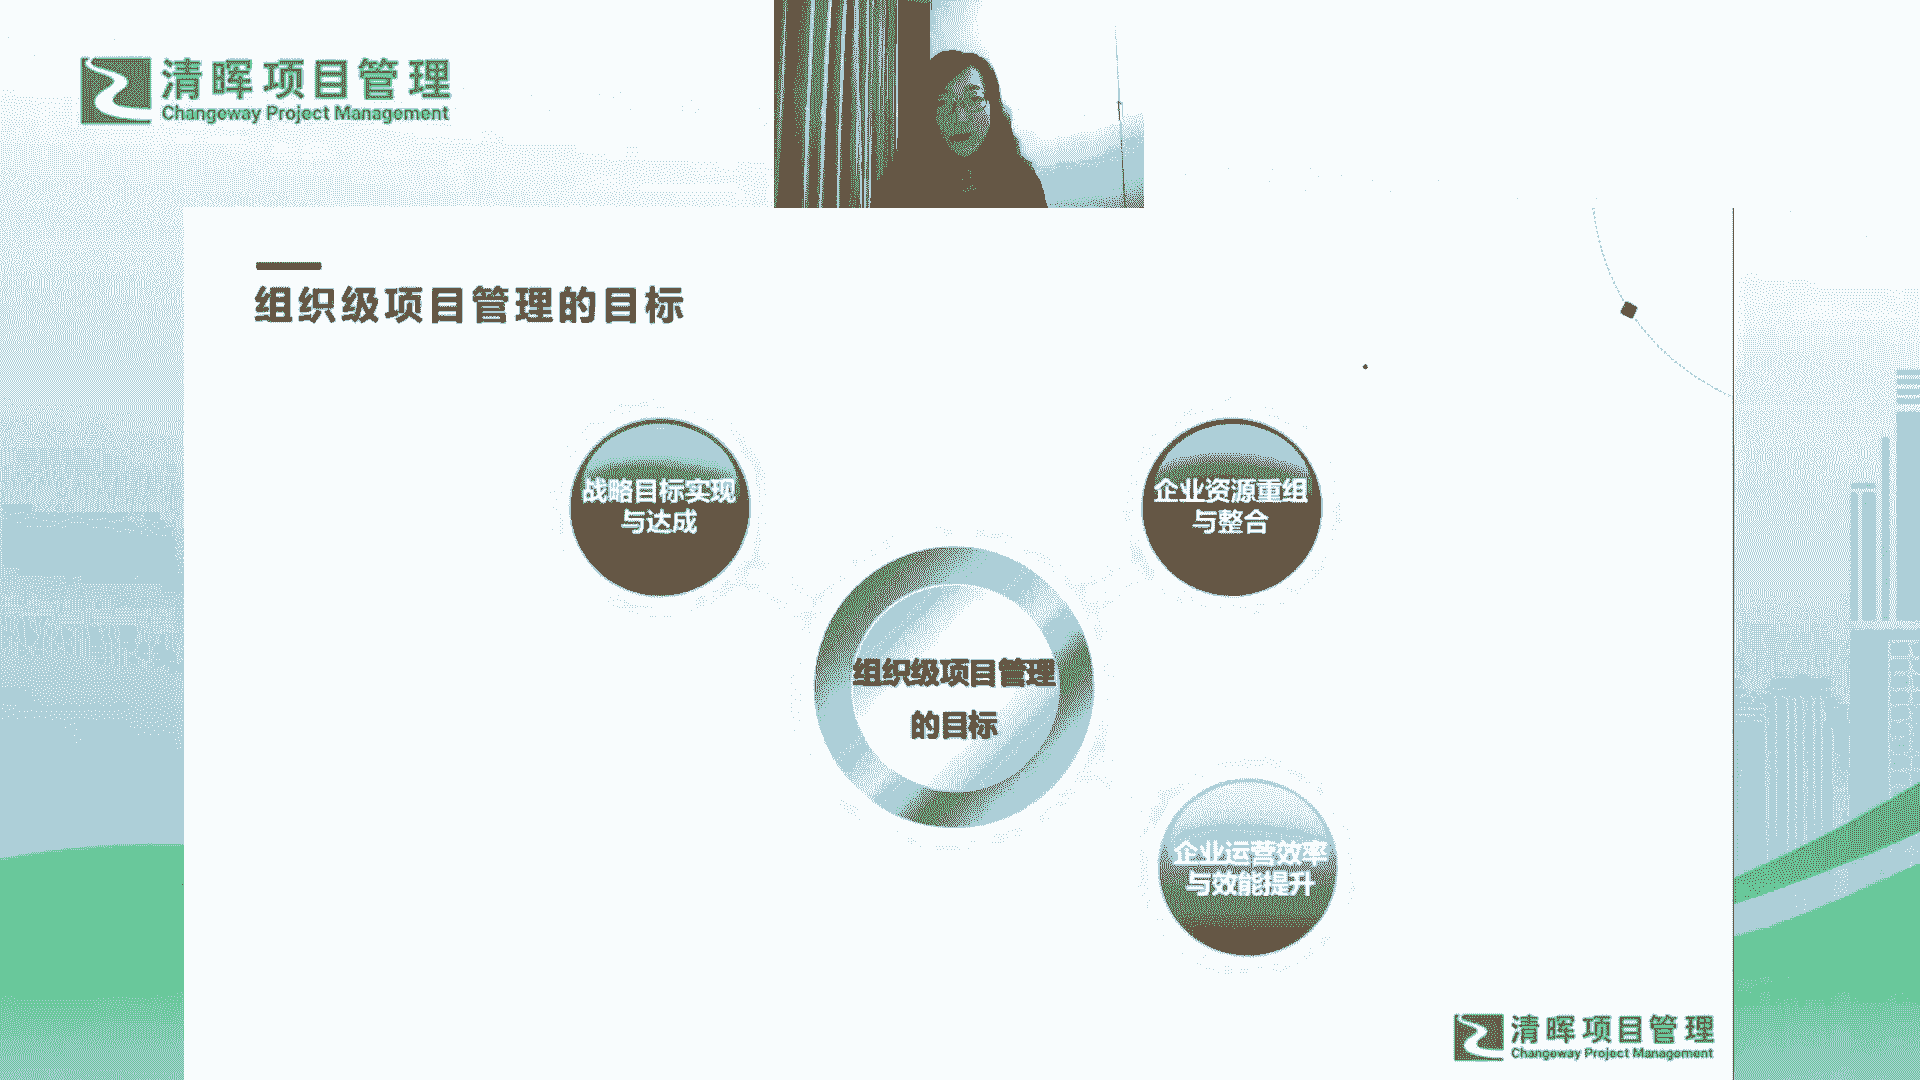 清晖项目管理
Changeway Project Management
组织级项目管理的目标
战略目标实现
与达成
企业资源重组
与整合
组织级项目管理
的目标
企业运营效率
与效能提升
清晖项目管理
Changeway Project Management